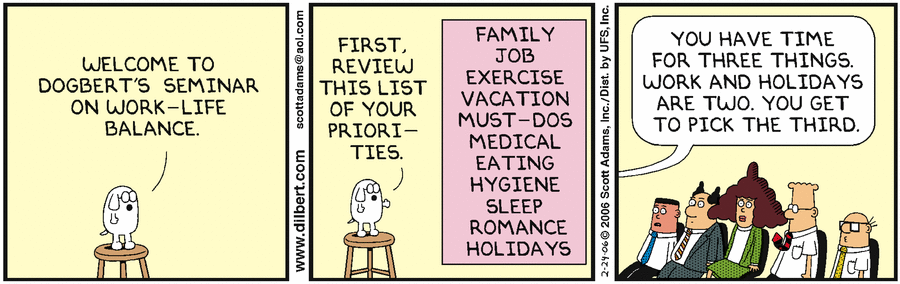 WELCOME TO
DOGBERT'S SEMINAR
ON WORK-LIFE
BALANCE.
scottadams@aol.com
www.dilbert.com
FIRST,
REVIEW
THIS LIST
OF YOUR
PRIORI-
TIES.
FAMILY
JOB
EXERCISE
VACATION
MUST-DOS
MEDICAL
EATING
HYGIENE
SLEEP
ROMANCE
HOLIDAYS
2-24-06 © 2006 Scott Adams, Inc./Dist. by UFS, Inc.
YOU HAVE TIME
FOR THREE THINGS.
WORK AND HOLIDAYS
ARE TWO. YOU GET
TO PICK THE THIRD.